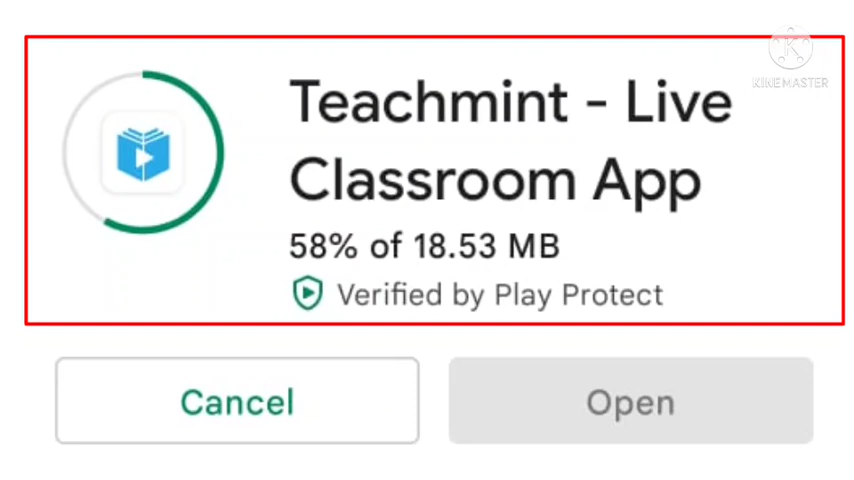 KINEMASTER
Teachmint - Live
Classroom App
58% of 18.53 MB
Verified by Play Protect
Cancel
Open